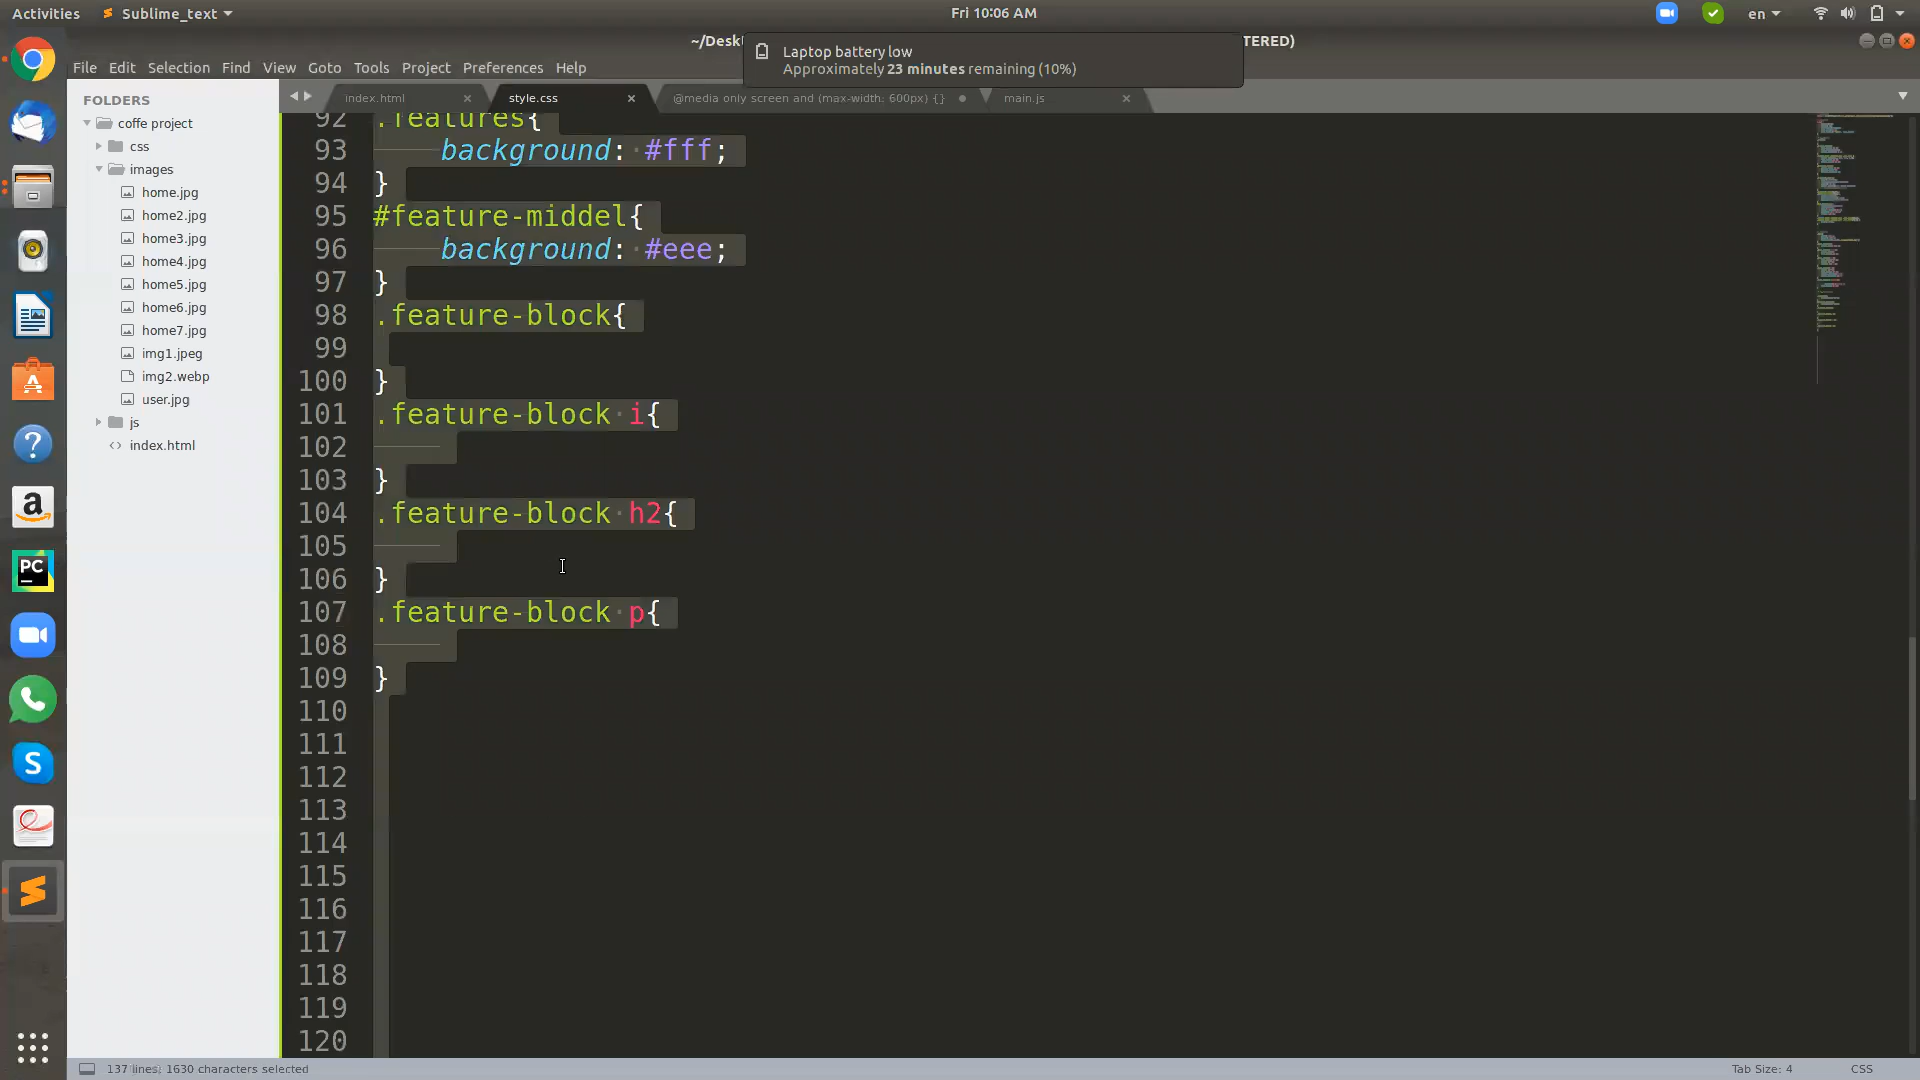 Activities
Sublime_text
Fri 10:06 AM
en
~/Desk
TERED)
Laptop battery low
Approximately 23 minutes remaining (10%)
File Edit Selection Find View Goto Tools Project Preferences Help
FOLDERS
coffe project
css
images
home.jpg
home2.jpg
home3.jpg
home4.jpg
home5.jpg
home6.jpg
home7.jpg
img1.jpeg
img2.webp
user.jpg
js
index.html
index.html
style.css
@media only screen and (max-width: 600px) {}
main.js
92 .features{
93 background: #fff;
94 }
95 #feature-middel{
96 background: #eee;
97 }
98 .feature-block{
99
100 }
101 .feature-block i{
102
103 }
104 .feature-block h2{
105
106 }
107 .feature-block p{
108
109 }
110
111
112
113
114
115
116
117
118
119
120
137 lines, 1630 characters selected
Tab Size: 4
CSS